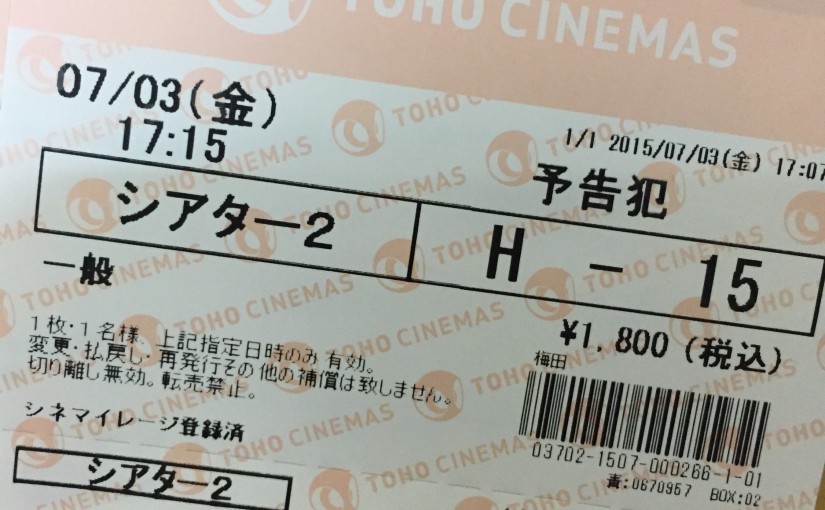 TOHO CINEMAS
07/03(金)
17:15
1/1 2015/07/03(金) 17:07
予告犯
シアター2
H - 15
一般
¥1,800 (税込)
1枚・1名様、上記指定日時のみ有効。
変更・払戻し・再発行その他の補償は致しません。
切り離し無効。転売禁止。
梅田
03702-1507-000266-1-01
シネマイレージ登録済
責:0670957 BOX:02
シアター2